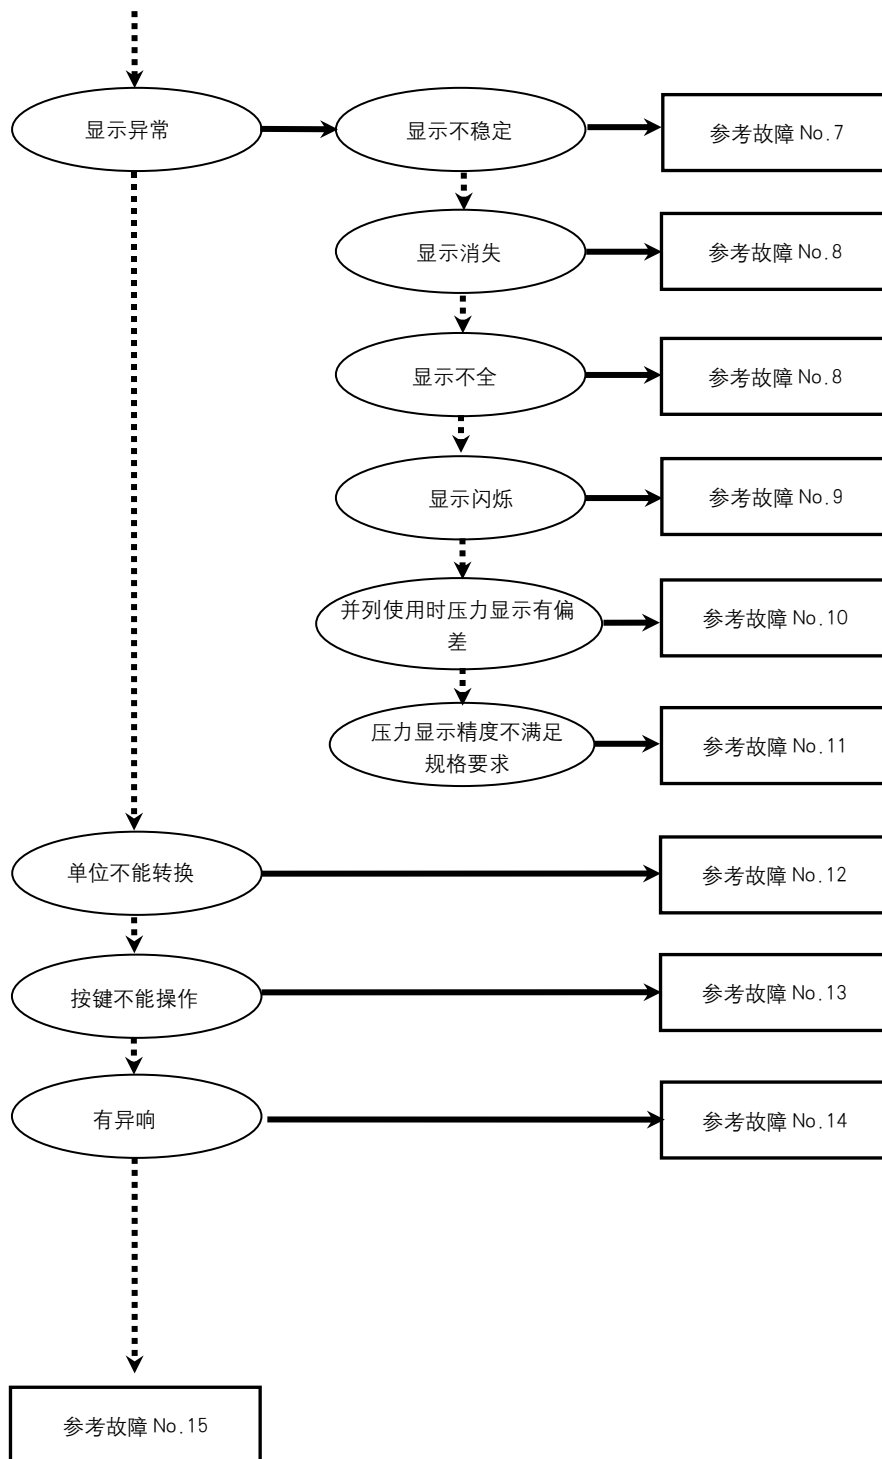 显示异常
显示不稳定
参考故障 No.7
显示消失
参考故障 No.8
显示不全
参考故障 No.8
显示闪烁
参考故障 No.9
并列使用时压力显示有偏
差
参考故障 No.10
压力显示精度不满足
规格要求
参考故障 No.11
单位不能转换
参考故障 No.12
按键不能操作
参考故障 No.13
有异响
参考故障 No.14
参考故障 No.15